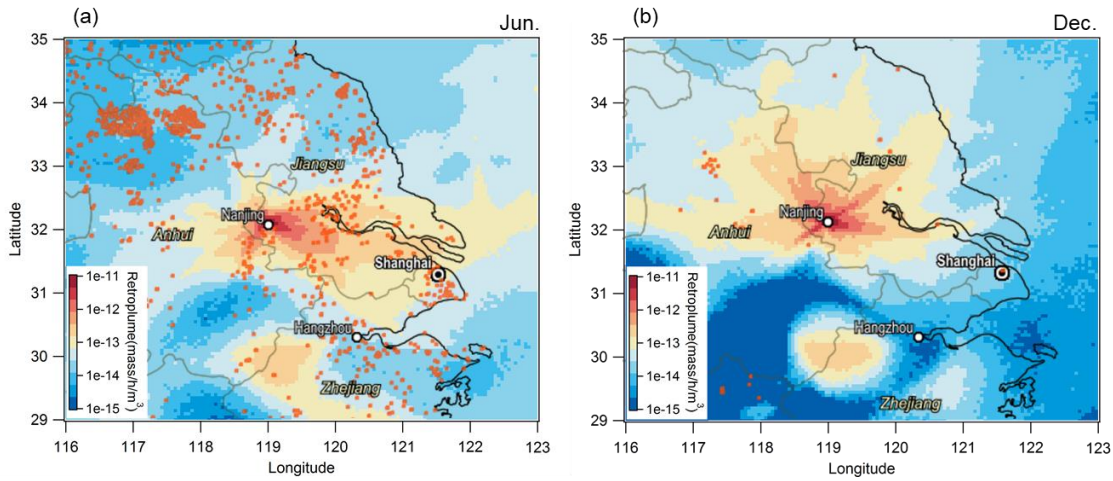 (a)
Jun.
35
34
33
32
31
30
29
Latitude
Jiangsu
Nanjing
Anhui
Shanghai
Hangzhou
Zhejiang
1e-11
1e-12
1e-13
1e-14
1e-15
Retroplume(mass/h/m³)
116 117 118 119 120 121 122 123
Longitude
(b)
Dec.
35
34
33
32
31
30
29
Latitude
Jiangsu
Nanjing
Anhui
Shanghai
Hangzhou
Zhejiang
1e-11
1e-12
1e-13
1e-14
1e-15
Retroplume(mass/h/m³)
116 117 118 119 120 121 122 123
Longitude